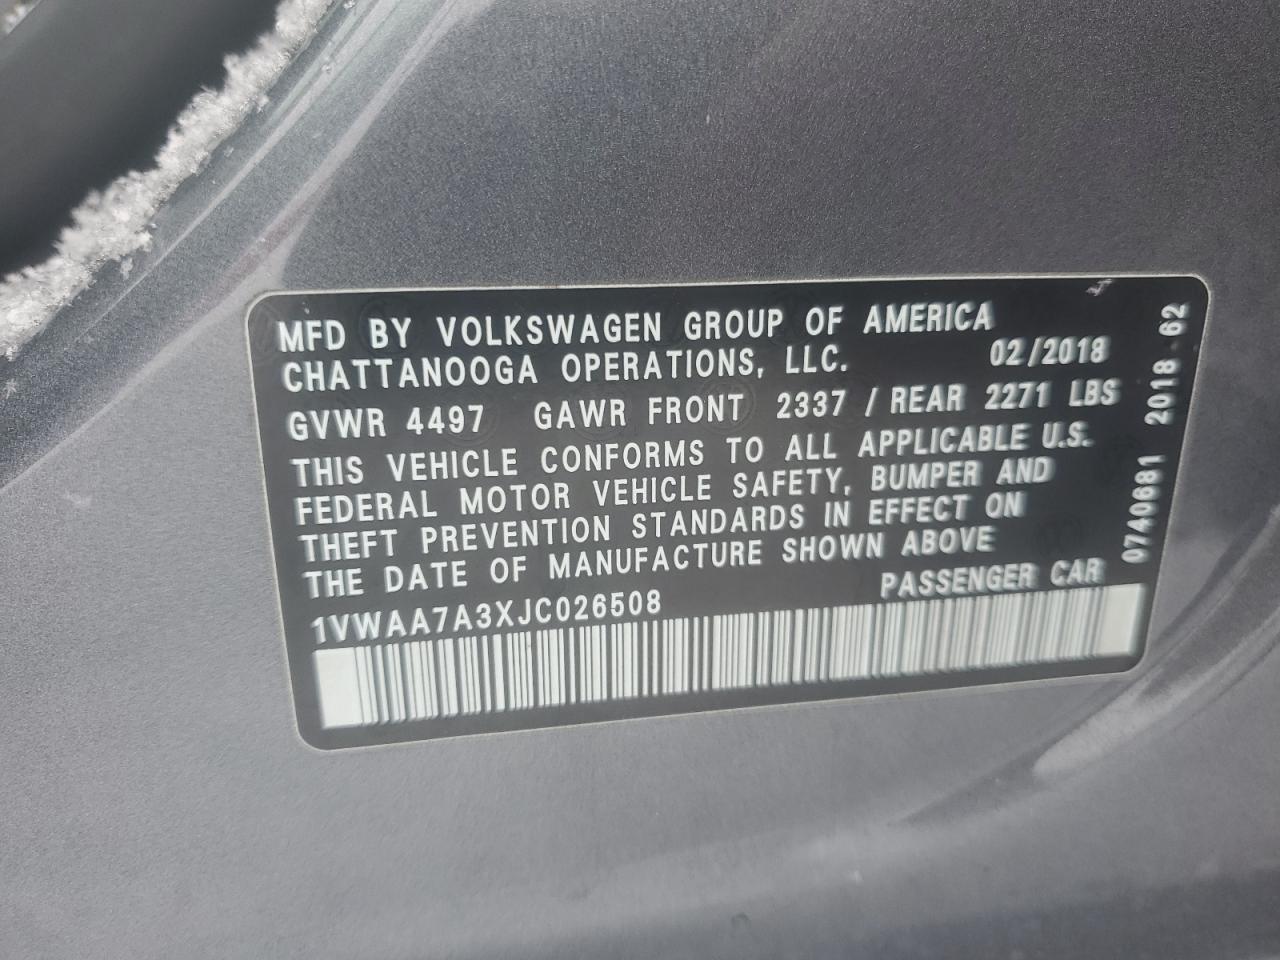 MFD BY VOLKSWAGEN GROUP OF AMERICA
CHATTANOOGA OPERATIONS, LLC. 02/2018
GVWR 4497 GAWR FRONT 2337 / REAR 2271 LBS
THIS VEHICLE CONFORMS TO ALL APPLICABLE U.S.
FEDERAL MOTOR VEHICLE SAFETY, BUMPER AND
THEFT PREVENTION STANDARDS IN EFFECT ON
THE DATE OF MANUFACTURE SHOWN ABOVE
1VWAA7A3XJC026508 PASSENGER CAR
0740681 2018 62